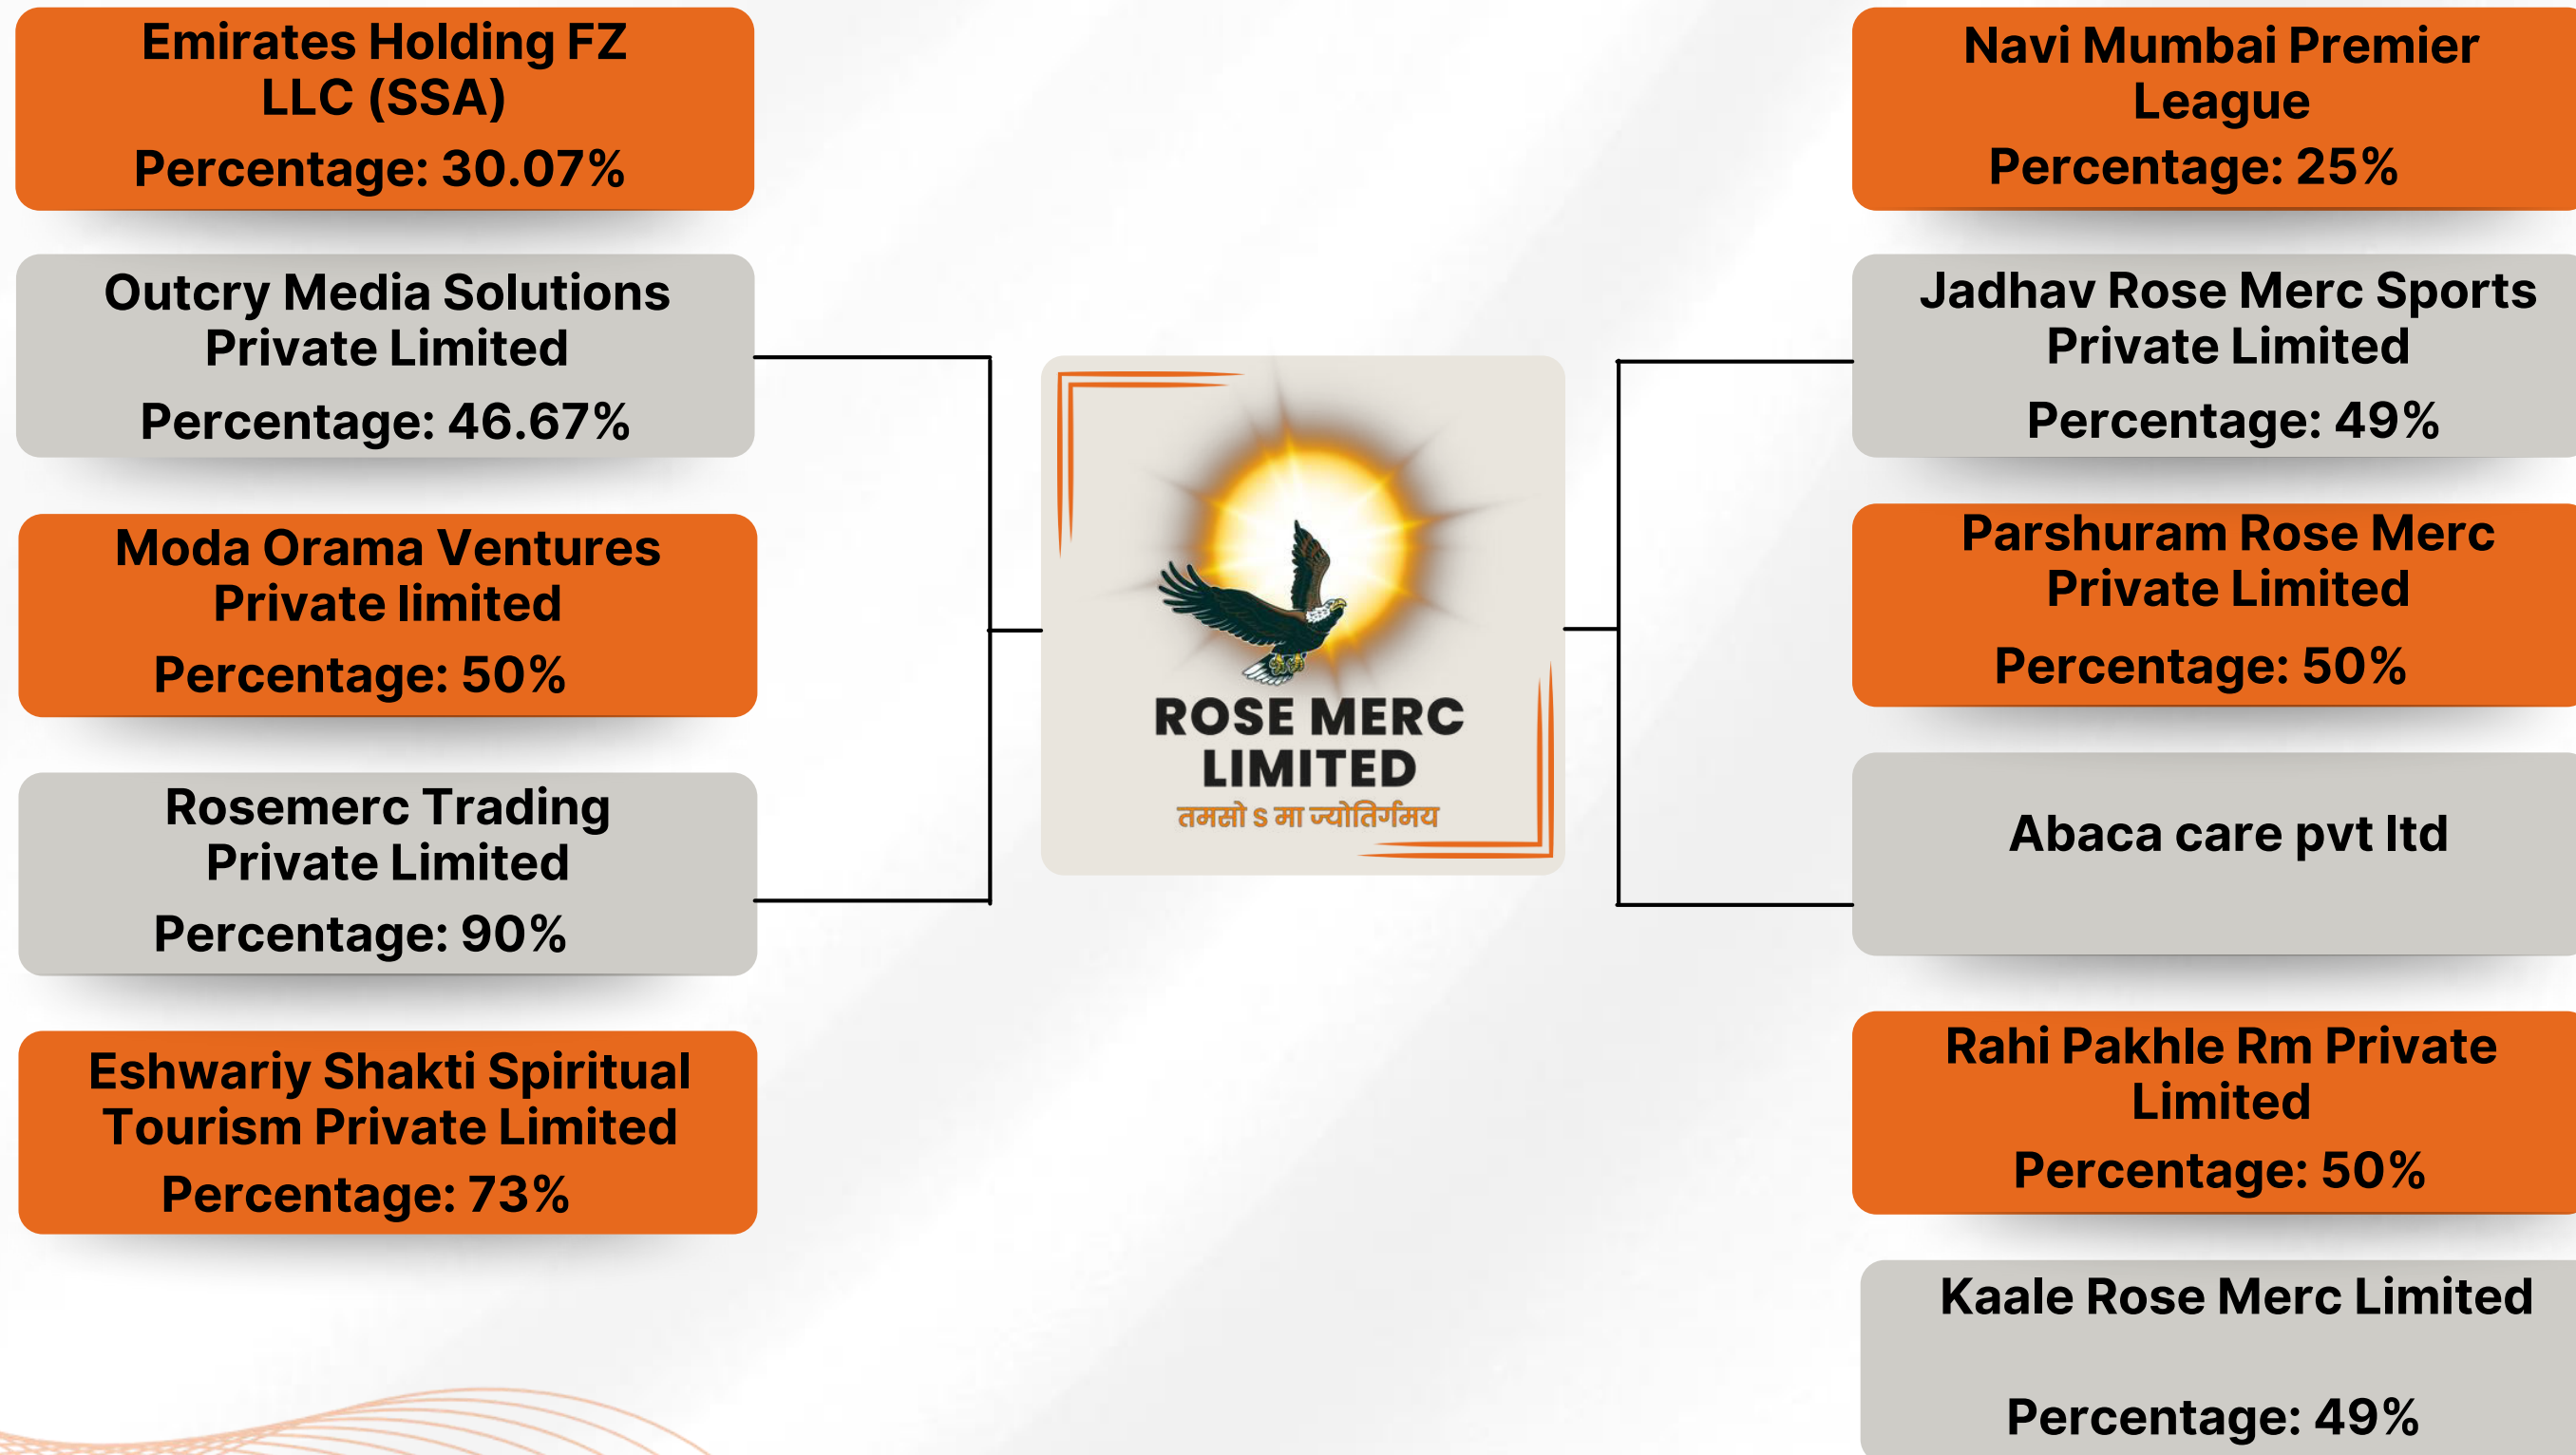 Emirates Holding FZ
LLC (SSA)
Percentage: 30.07%
Outcry Media Solutions
Private Limited
Percentage: 46.67%
Moda Orama Ventures
Private limited
Percentage: 50%
Rosemerc Trading
Private Limited
Percentage: 90%
Eshwariy Shakti Spiritual
Tourism Private Limited
Percentage: 73%
ROSE MERC
LIMITED
तमसो S मा ज्योतिर्गमय
Navi Mumbai Premier
League
Percentage: 25%
Jadhav Rose Merc Sports
Private Limited
Percentage: 49%
Parshuram Rose Merc
Private Limited
Percentage: 50%
Abaca care pvt ltd
Rahi Pakhle Rm Private
Limited
Percentage: 50%
Kaale Rose Merc Limited
Percentage: 49%